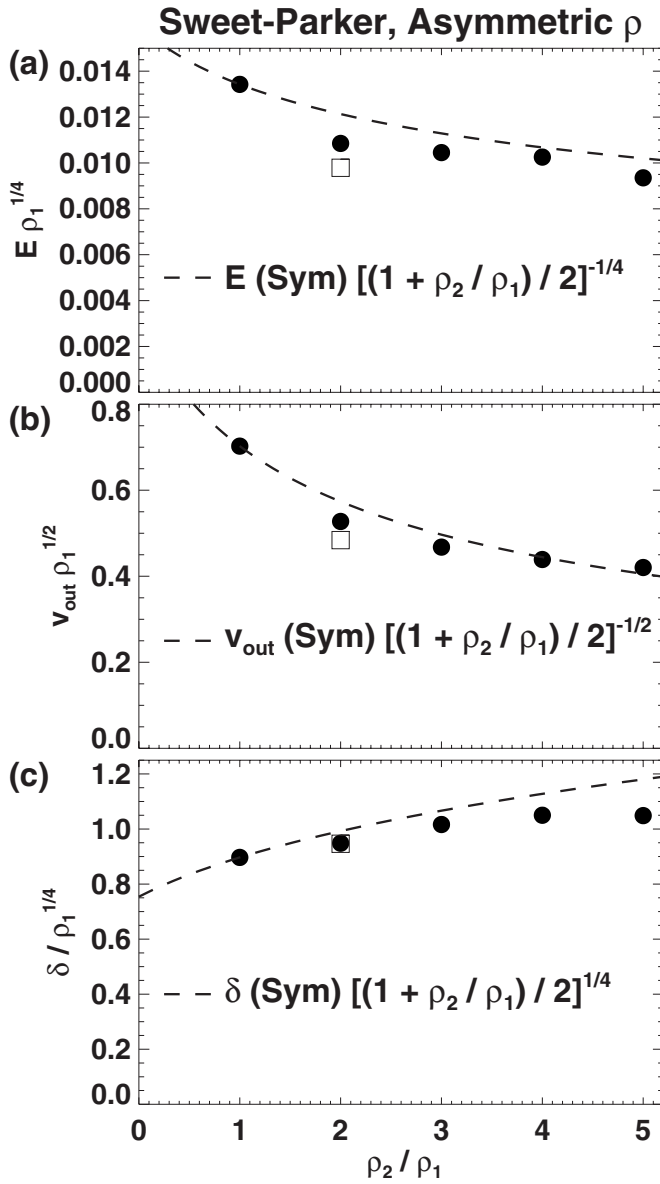 Sweet-Parker, Asymmetric ρ
(a)
0.014
0.012
0.010
0.008
0.006
0.004
0.002
0.000
E ρ₁^1/4
E (Sym) [(1 + ρ₂ / ρ₁) / 2]^-1/4
(b)
0.8
0.6
0.4
0.2
0.0
v_out ρ₁^1/2
v_out (Sym) [(1 + ρ₂ / ρ₁) / 2]^-1/2
(c)
1.2
1.0
0.8
0.6
0.4
0.2
0.0
δ / ρ₁^1/4
δ (Sym) [(1 + ρ₂ / ρ₁) / 2]^1/4
0 1 2 3 4 5
ρ₂ / ρ₁